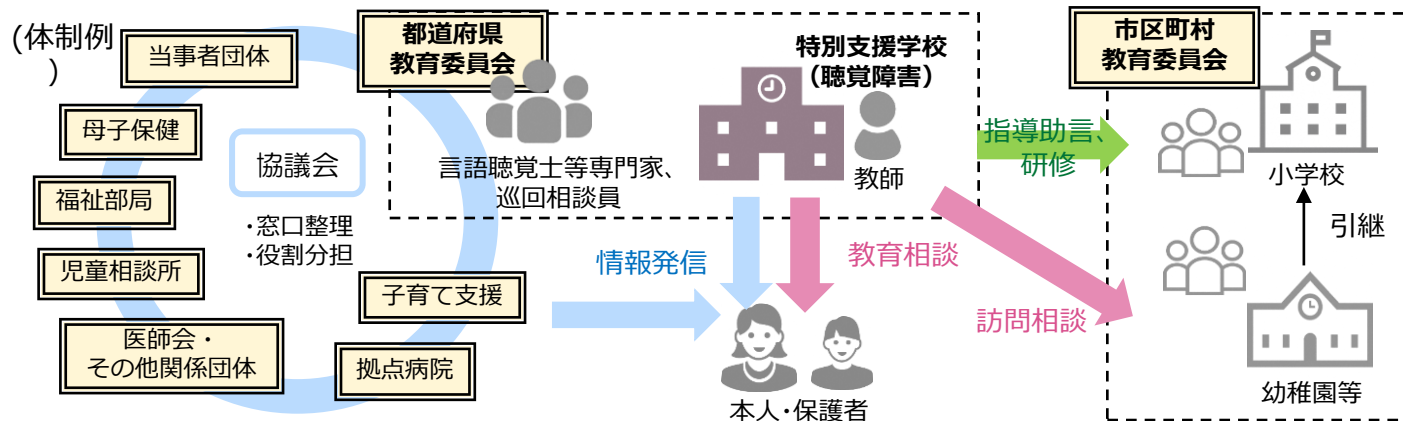 (体制例
)
当事者団体
母子保健
福祉部局
児童相談所
医師会・
その他関係団体
拠点病院
子育て支援
協議会
・窓口整理
・役割分担
都道府県
教育委員会
言語聴覚士等専門家、
巡回相談員
特別支援学校
（聴覚障害）
教師
情報発信
教育相談
本人・保護者
指導助言、
研修
訪問相談
市区町村
教育委員会
小学校
引継
幼稚園等